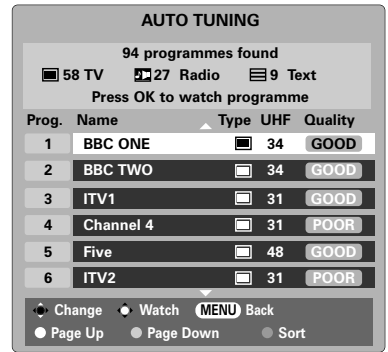 AUTO TUNING
94 programmes found
58 TV 27 Radio 9 Text
Press OK to watch programme
Prog. Name Type UHF Quality
1 BBC ONE 34 GOOD
2 BBC TWO 34 GOOD
3 ITV1 31 GOOD
4 Channel 4 31 POOR
5 Five 48 GOOD
6 ITV2 31 POOR
Change Watch MENU Back
Page Up Page Down Sort